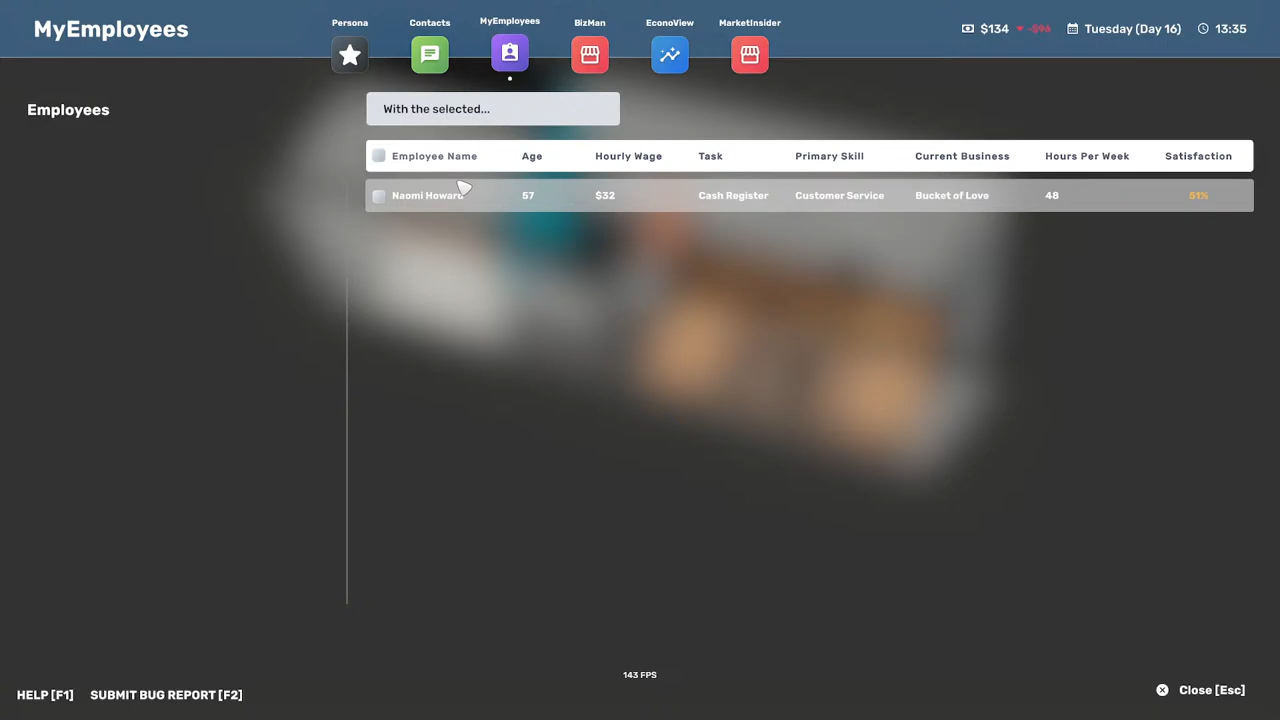 MyEmployees
Persona
Contacts
MyEmployees
BizMan
EconoView
MarketInsider
$134
-$96
Tuesday (Day 16)
13:35
Employees
With the selected...
Employee Name Age Hourly Wage Task Primary Skill Current Business Hours Per Week Satisfaction
Naomi Howard 57 $32 Cash Register Customer Service Bucket of Love 48 51%
143 FPS
HELP [F1] SUBMIT BUG REPORT [F2]
Close [Esc]